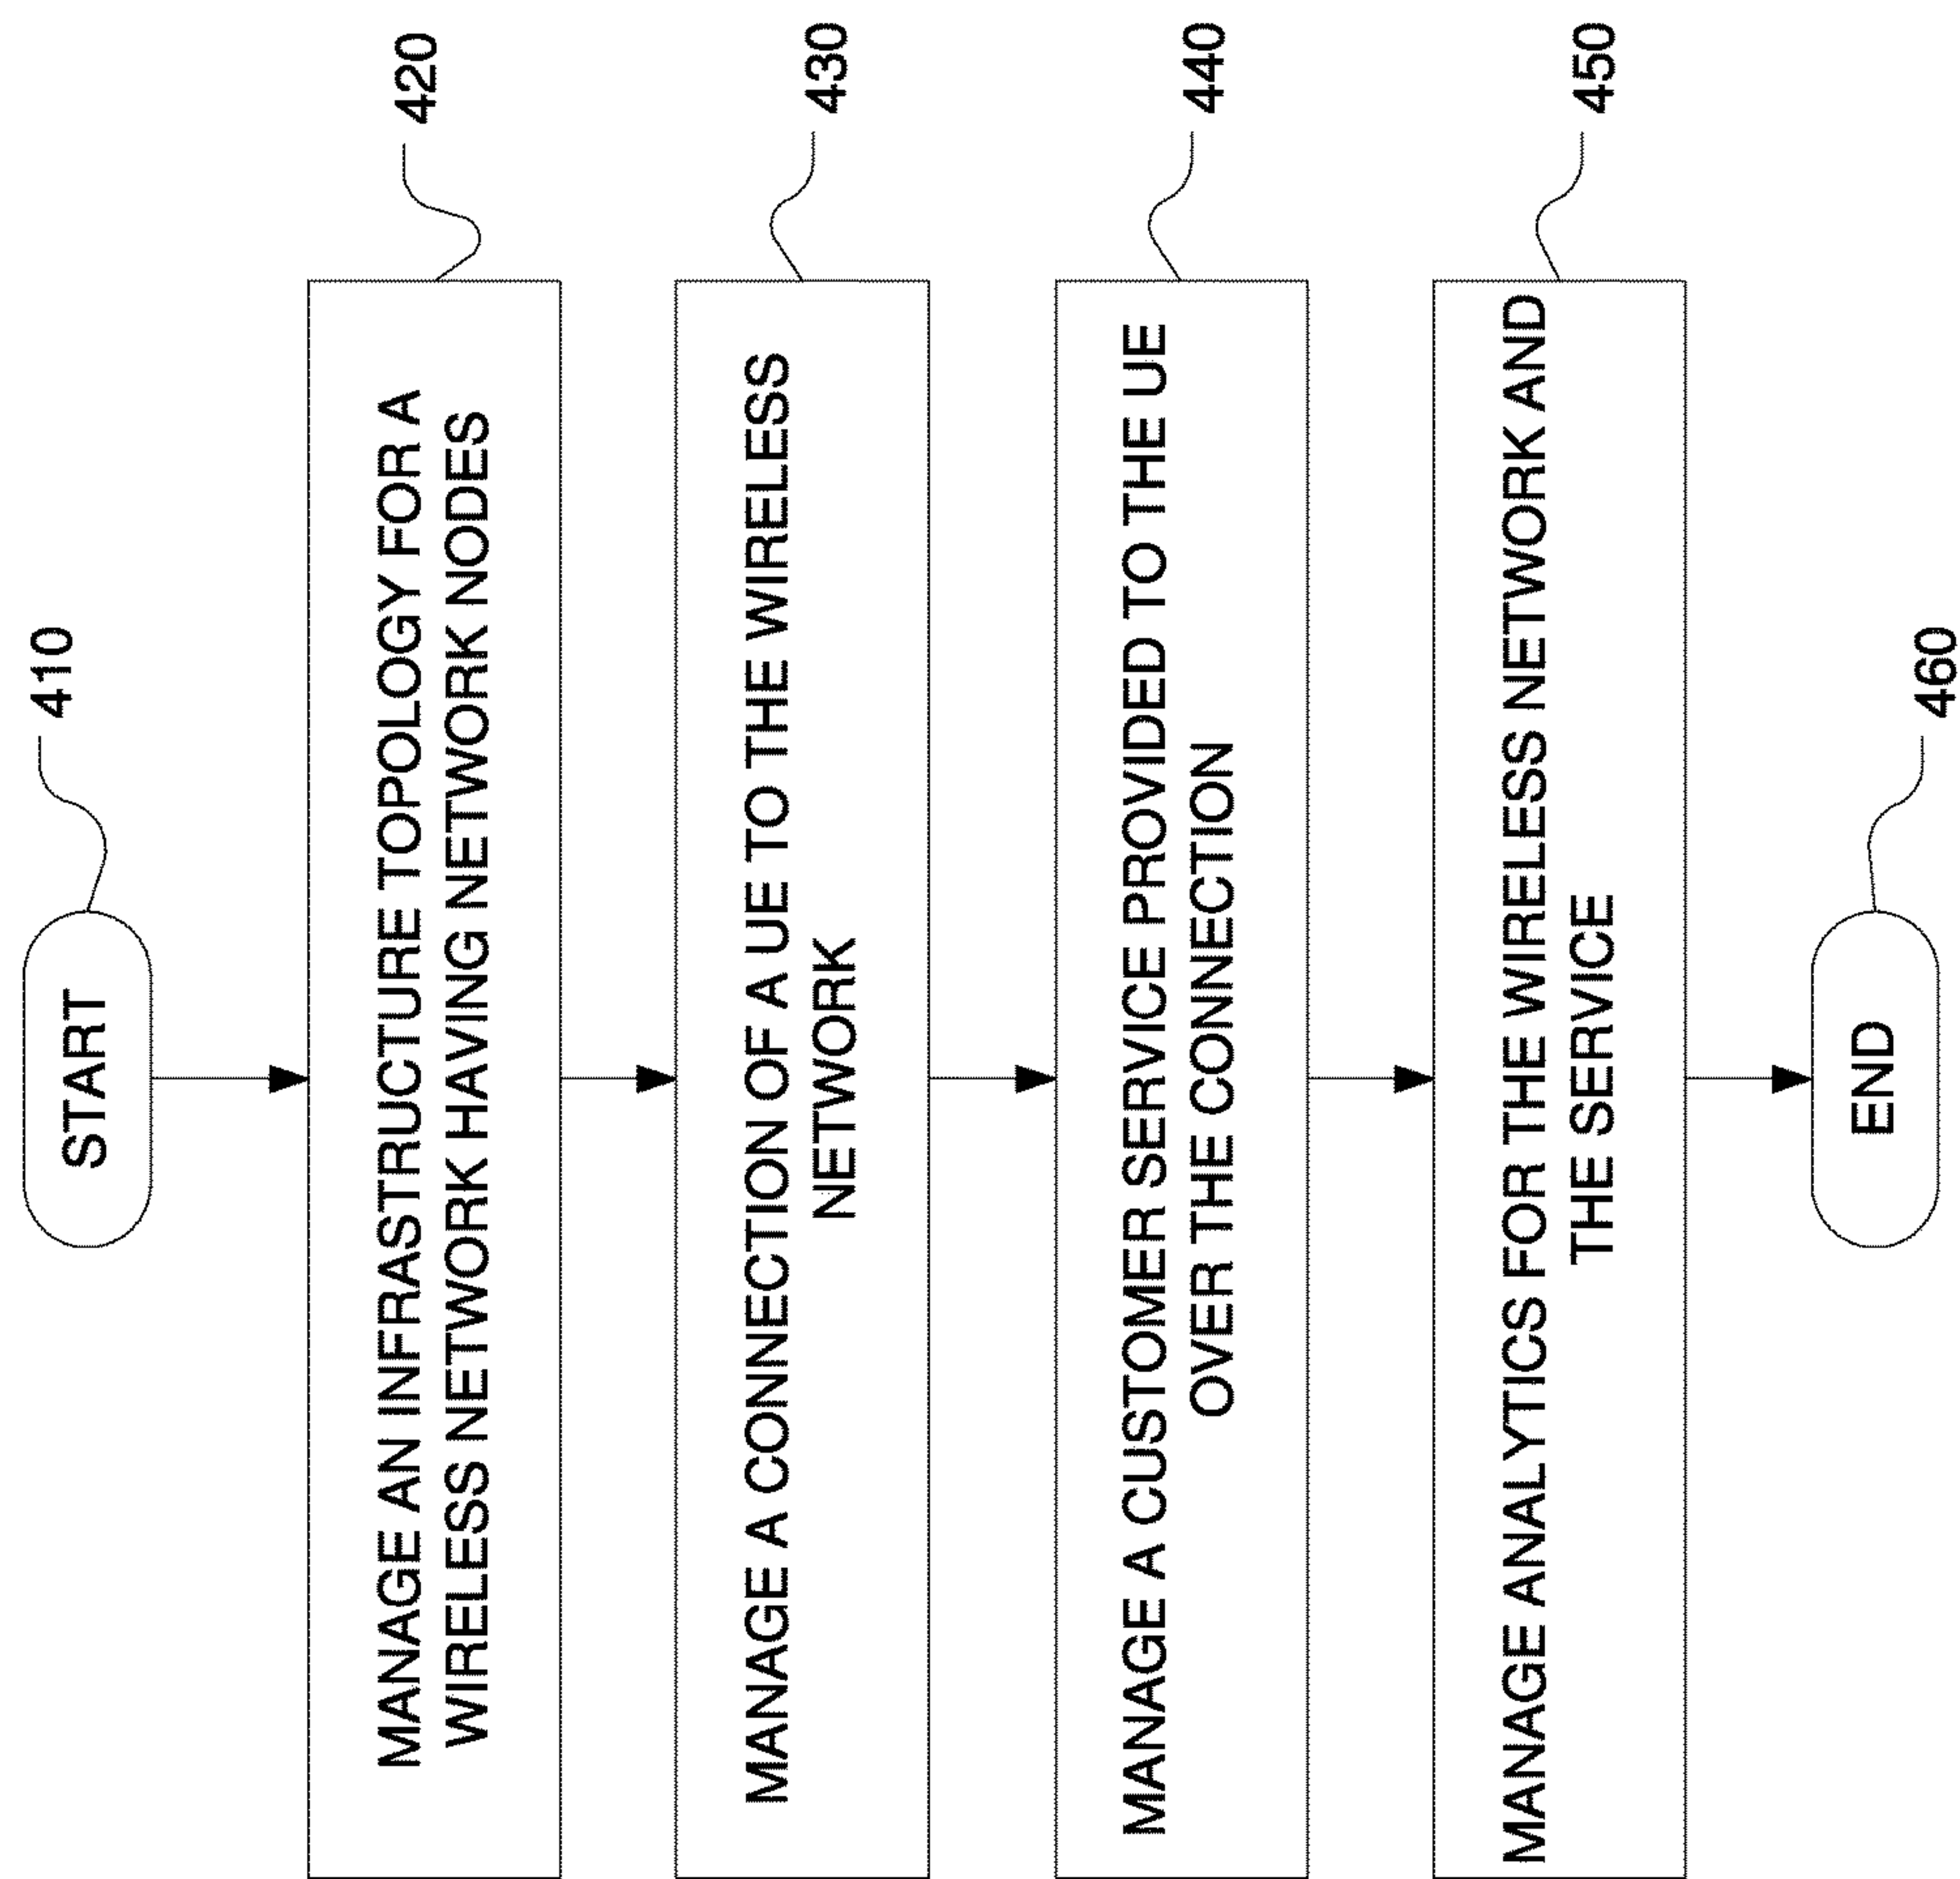 START
410
MANAGE AN INFRASTRUCTURE TOPOLOGY FOR A
WIRELESS NETWORK HAVING NETWORK NODES
420
MANAGE A CONNECTION OF A UE TO THE WIRELESS
NETWORK
430
MANAGE A CUSTOMER SERVICE PROVIDED TO THE UE
OVER THE CONNECTION
440
MANAGE ANALYTICS FOR THE WIRELESS NETWORK AND
THE SERVICE
450
END
460